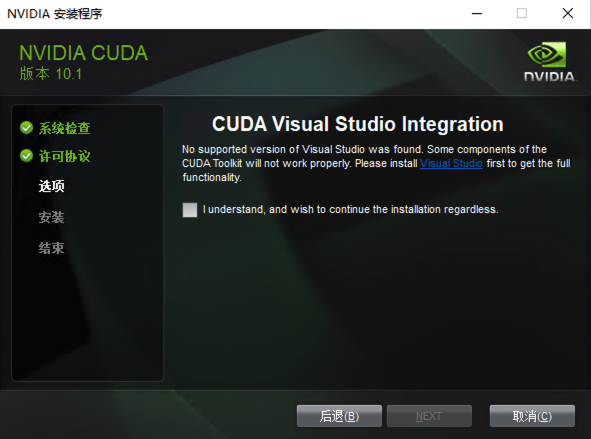 NVIDIA 安装程序
NVIDIA CUDA
版本 10.1
NVIDIA.
系统检查
许可协议
选项
安装
结束
CUDA Visual Studio Integration
No supported version of Visual Studio was found. Some components of the
CUDA Toolkit will not work properly. Please install Visual Studio first to get the full
functionality.
I understand, and wish to continue the installation regardless.
后退(B)
NEXT
取消(C)